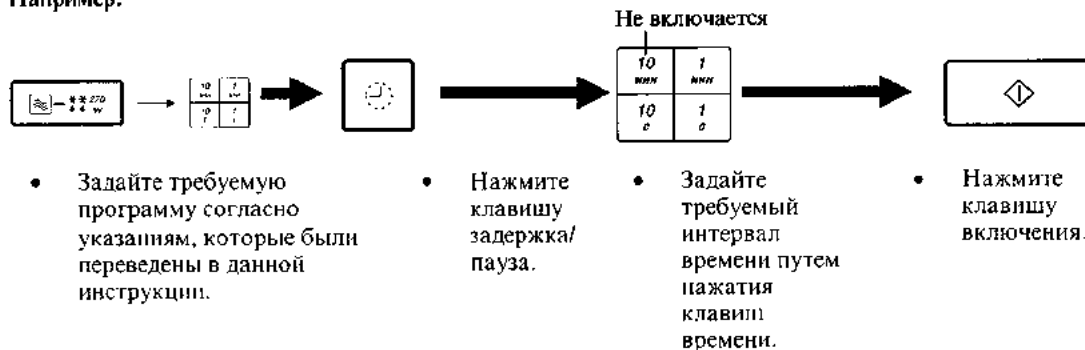 Например:
Не включается
10 мин
1 мин
10 с
1 с
270 W
Задайте требуемую
программу согласно
указаниям, которые были
переведены в данной
инструкции.
Нажмите
клавишу
задержка/
пауза.
Задайте
требуемый
интервал
времени путем
нажатия
клавиш
времени.
Нажмите
клавишу
включения.